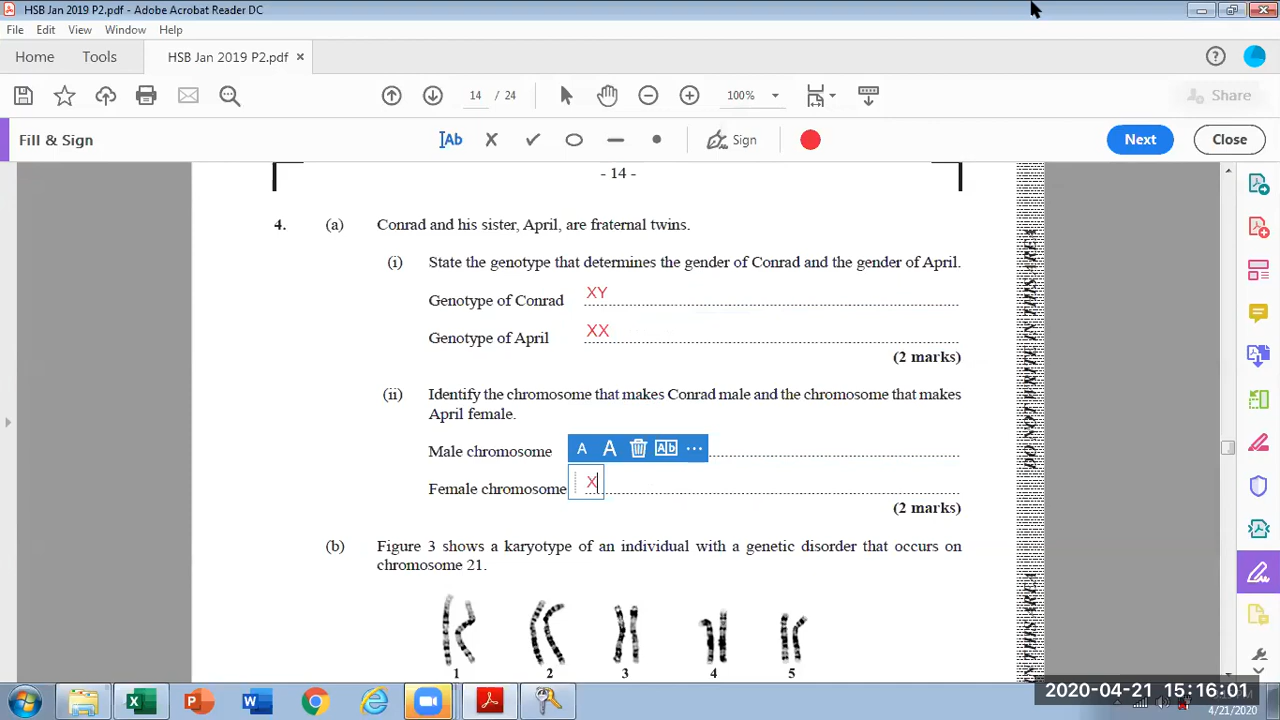 HSB Jan 2019 P2.pdf - Adobe Acrobat Reader DC
File Edit View Window Help
Home Tools HSB Jan 2019 P2.pdf ×
14 / 24 100% Share
Fill & Sign Ab Sign Next Close
- 14 -
4. Conrad and his sister, April, are fraternal twins.
(i) State the genotype that determines the gender of Conrad and the gender of April.
Genotype of Conrad XY
Genotype of April XX
(2 marks)
(ii) Identify the chromosome that makes Conrad male and the chromosome that makes
April female.
Male chromosome
A A AB ...
Female chromosome X
(2 marks)
Figure 3 shows a karyotype of an individual with a genetic disorder that occurs on
chromosome 21.
1 2 3 4 5
2020-04-21 15:16:01
4/21/2020